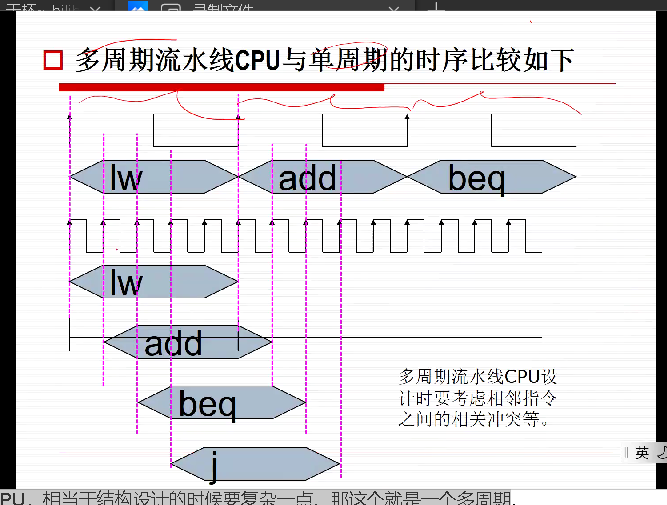 多周期流水线CPU与单周期的时序比较如下
lw
add
beq
lw
add
beq
j
多周期流水线CPU设
计时要考虑相邻指令
之间的相关冲突等。
英
PU，相当于结构设计的时候要复杂一点，那这个就是一个多周期，